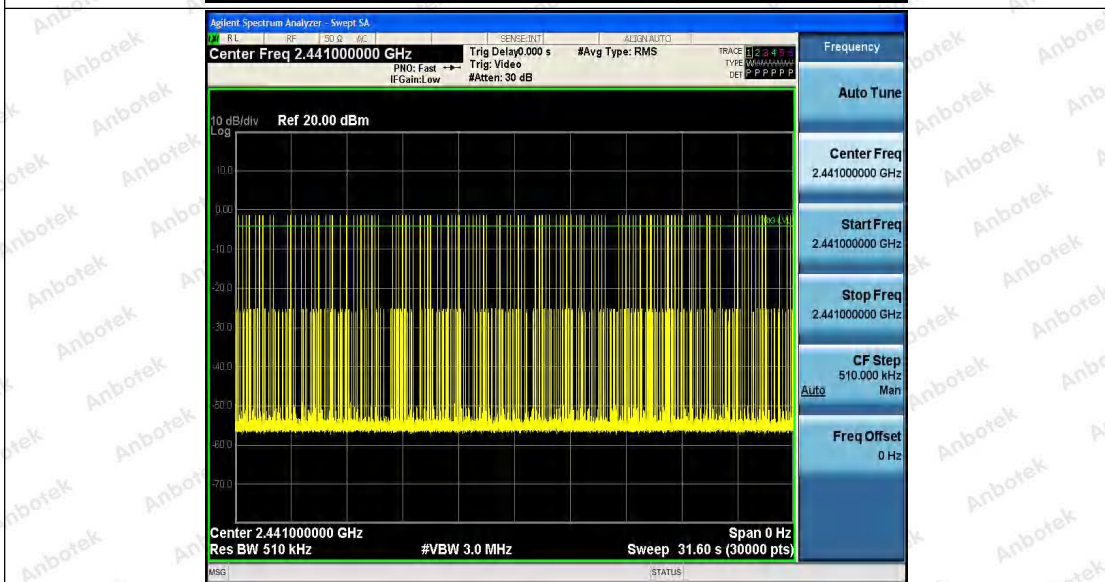 Agilent Spectrum Analyzer - Swept SA
RL RF 50 Ω AC SENSE:INT ALIGNAUTO
Center Freq 2.441000000 GHz
PNO: Fast
IFGain:Low
Trig Delay0.000 s
Trig: Video
#Atten: 30 dB
#Avg Type: RMS
TRACE 1 2 3 4 5 6
TYPE
DET P P P P P P
10 dB/div
Log
Ref 20.00 dBm
10.0
0.00
-10.0
-20.0
-30.0
-40.0
-50.0
-60.0
-70.0
Center 2.441000000 GHz
Span 0 Hz
Res BW 510 kHz
#VBW 3.0 MHz
Sweep 31.60 s (30000 pts)
MSG
STATUS
Frequency
Auto Tune
Center Freq
2.441000000 GHz
Start Freq
2.441000000 GHz
Stop Freq
2.441000000 GHz
CF Step
510.000 kHz
Auto Man
Freq Offset
0 Hz
Anbotek